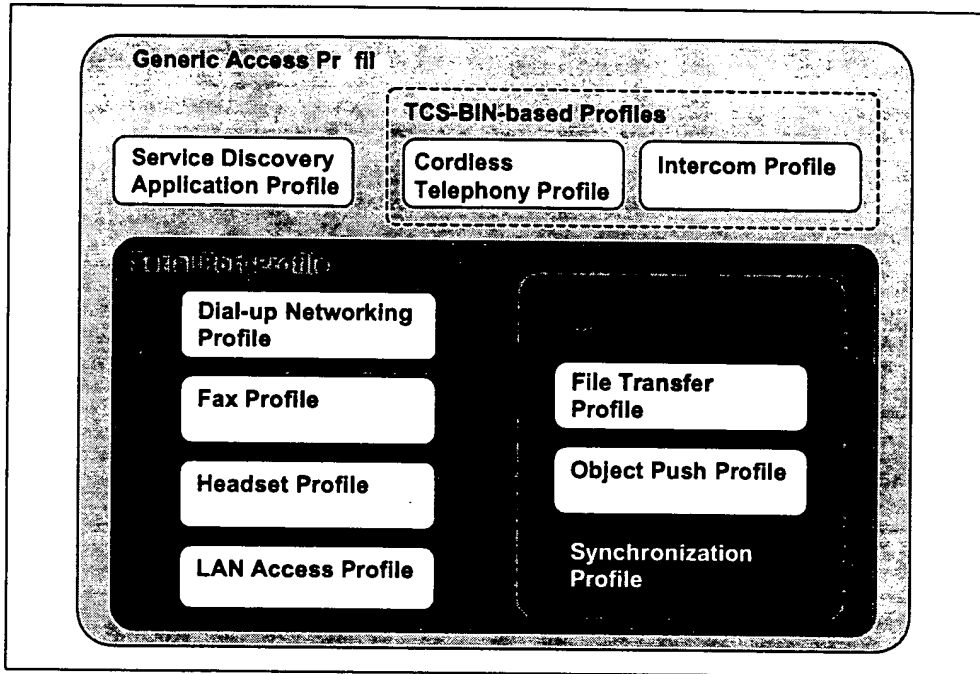 Generic Access Pr fil
TCS-BIN-based Profiles
Service Discovery
Application Profile
Cordless
Telephony Profile
Intercom Profile
Dial-up Networking
Profile
Fax Profile
Headset Profile
LAN Access Profile
File Transfer
Profile
Object Push Profile
Synchronization
Profile